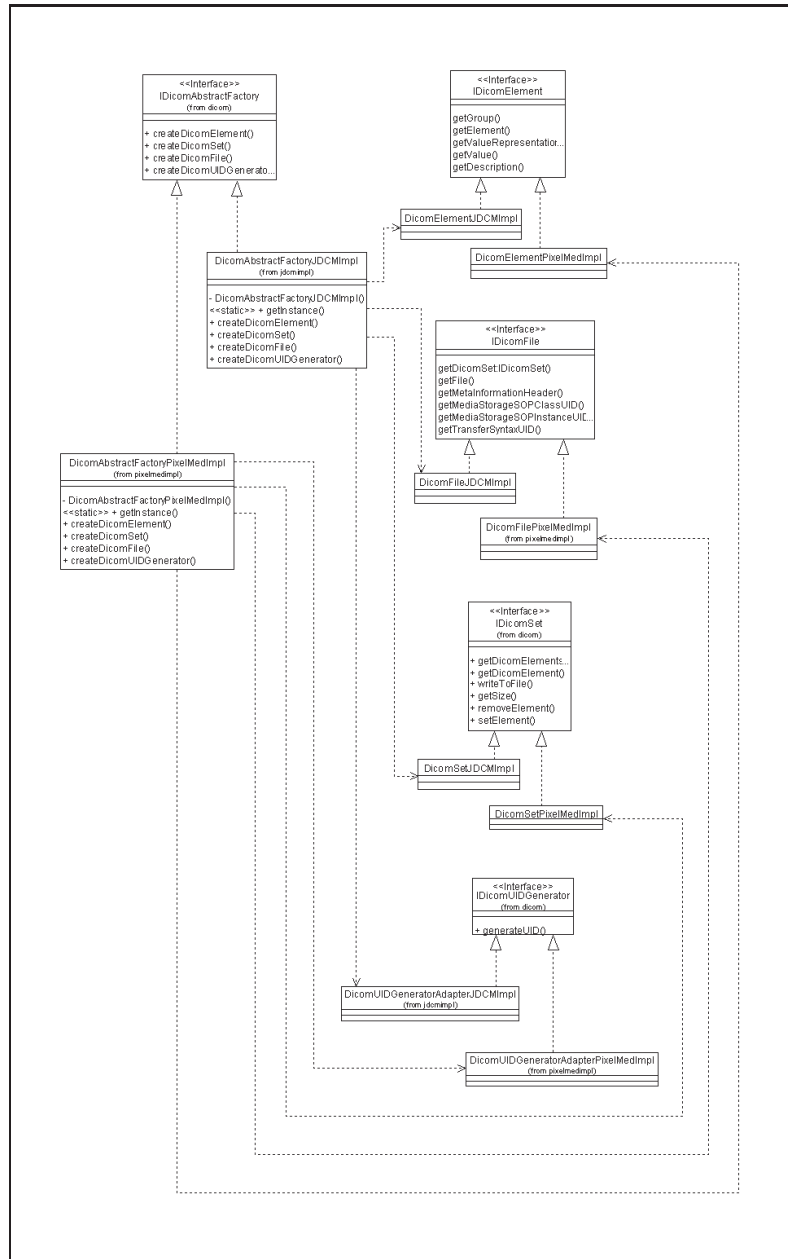 <<Interface>>
IDicomAbstractFactory
(from dicom)
+ createDicomElement()
+ createDicomSet()
+ createDicomFile()
+ createDicomUIDGenerato...
<<Interface>>
IDicomElement
getGroup()
getElement()
getValueRepresentation...
getValue()
getDescription()
DicomElementJDCMImpl
DicomElementPixelMedImpl
DicomAbstractFactoryJDCMImpl
(from jdcmimpl)
- DicomAbstractFactoryJDCMImpl()
<<static>> + getInstance()
+ createDicomElement()
+ createDicomSet()
+ createDicomFile()
+ createDicomUIDGenerator()
<<Interface>>
IDicomFile
getDicomSet:IDicomSet()
getFile()
getMetaInformationHeader()
getMediaStorageSOPClassUID()
getMediaStorageSOPInstanceUID...
getTransferSyntaxUID()
DicomFileJDCMImpl
DicomFilePixelMedImpl
(from pixelmedimpl)
DicomAbstractFactoryPixelMedImpl
(from pixelmedimpl)
- DicomAbstractFactoryPixelMedImpl()
<<static>> + getInstance()
+ createDicomElement()
+ createDicomSet()
+ createDicomFile()
+ createDicomUIDGenerator()
<<Interface>>
IDicomSet
(from dicom)
+ getDicomElements...
+ getDicomElement()
+ writeToFile()
+ getSize()
+ removeElement()
+ setElement()
DicomSetJDCMImpl
DicomSetPixelMedImpl
<<Interface>>
IDicomUIDGenerator
(from dicom)
+ generateUID()
DicomUIDGeneratorAdapterJDCMImpl
(from jdcmimpl)
DicomUIDGeneratorAdapterPixelMedImpl
(from pixelmedimpl)